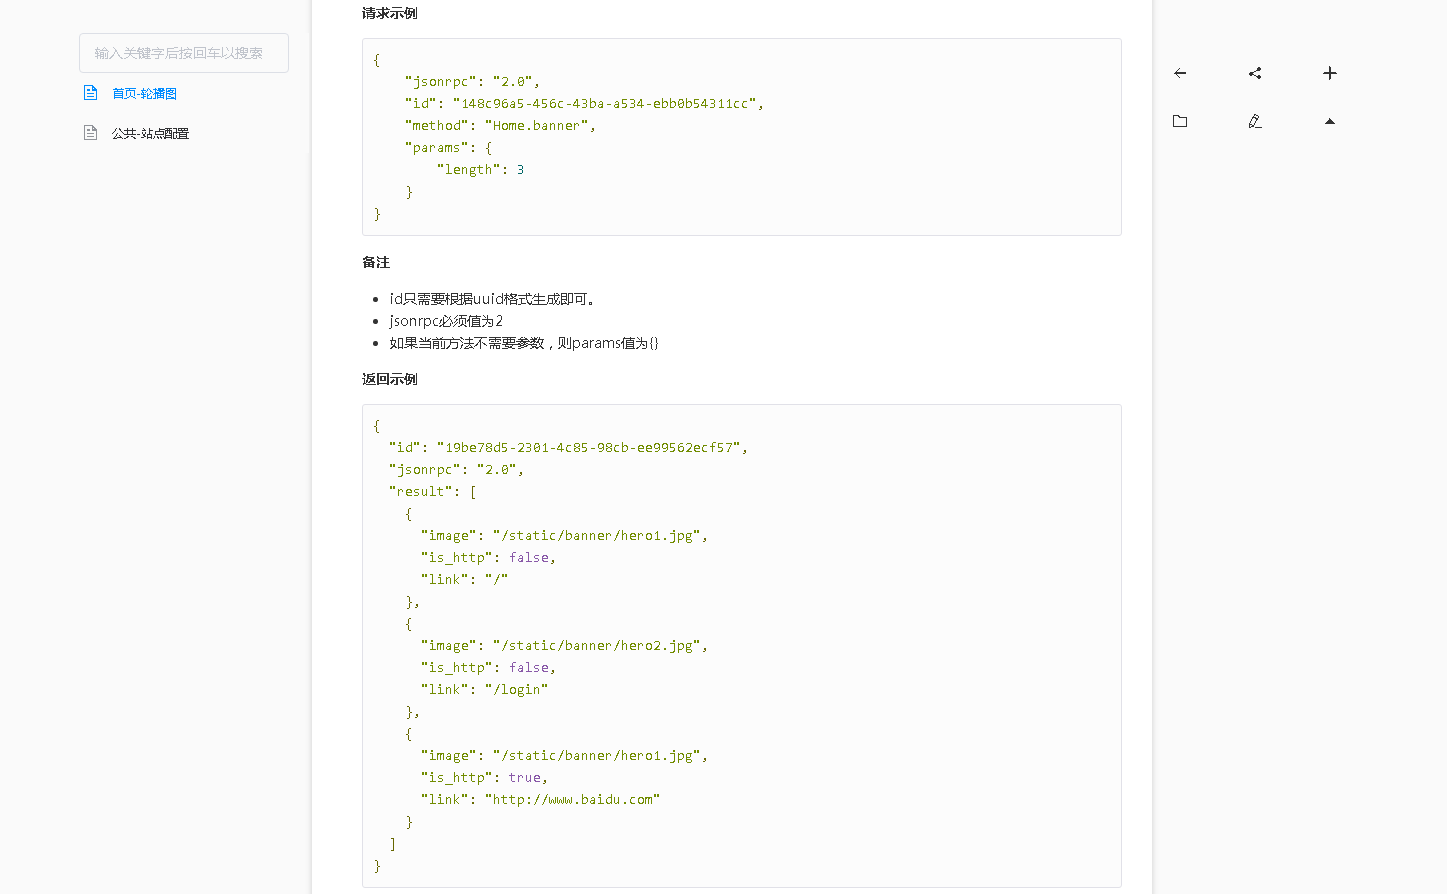 输入关键字后按回车以搜索
首页-轮播图
公共-站点配置
请求示例
{
    "jsonrpc": "2.0",
    "id": "148c96a5-456c-43ba-a534-ebb0b54311cc",
    "method": "Home.banner",
    "params": {
        "length": 3
    }
}
备注
id只需要根据uuid格式生成即可。
jsonrpc必须值为2
如果当前方法不需要参数，则params值为{}
返回示例
{
  "id": "19be78d5-2301-4c85-98cb-ee99562ecf57",
  "jsonrpc": "2.0",
  "result": [
    {
      "image": "/static/banner/hero1.jpg",
      "is_http": false,
      "link": "/"
    },
    {
      "image": "/static/banner/hero2.jpg",
      "is_http": false,
      "link": "/login"
    },
    {
      "image": "/static/banner/hero1.jpg",
      "is_http": true,
      "link": "http://www.baidu.com"
    }
  ]
}